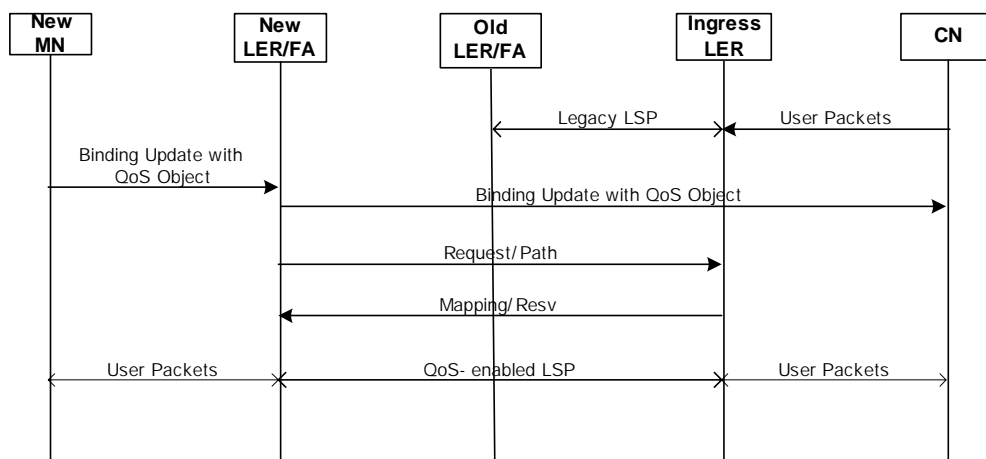 New
MN
New
LER/FA
Old
LER/FA
Ingress
LER
CN
Legacy LSP
User Packets
Binding Update with
QoS Object
Binding Update with QoS Object
Request/Path
Mapping/Resv
User Packets
QoS- enabled LSP
User Packets